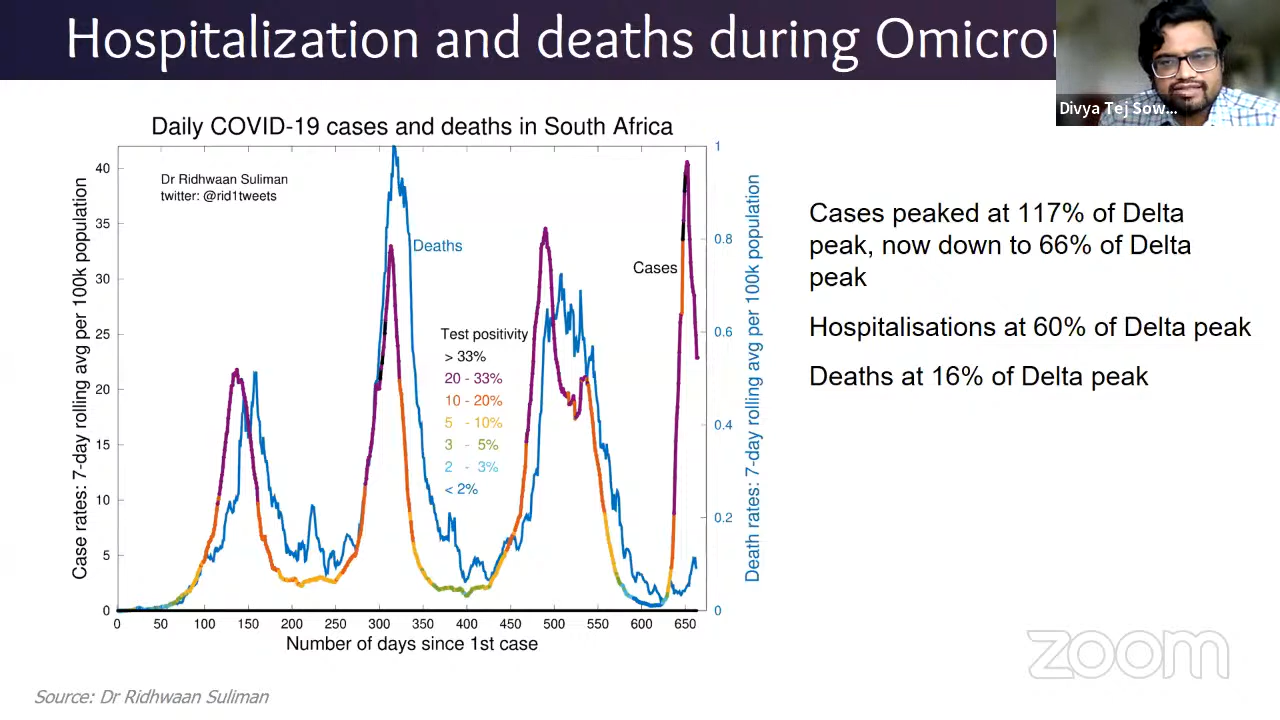 Hospitalization and deaths during Omicron
Divya Tej Sow...
Daily COVID-19 cases and deaths in South Africa
Dr Ridhwaan Suliman
twitter: @rid1tweets
Case rates: 7-day rolling avg per 100k population
40
35
30
25
20
15
10
5
0
Deaths
Cases
Test positivity
> 33%
20 - 33%
10 - 20%
5 - 10%
3 - 5%
2 - 3%
< 2%
1
0.8
0.6
0.4
0.2
0
Death rates: 7-day rolling avg per 100k population
0 50 100 150 200 250 300 350 400 450 500 550 600 650
Number of days since 1st case
Cases peaked at 117% of Delta
peak, now down to 66% of Delta
peak
Hospitalisations at 60% of Delta peak
Deaths at 16% of Delta peak
zoom
Source: Dr Ridhwaan Suliman